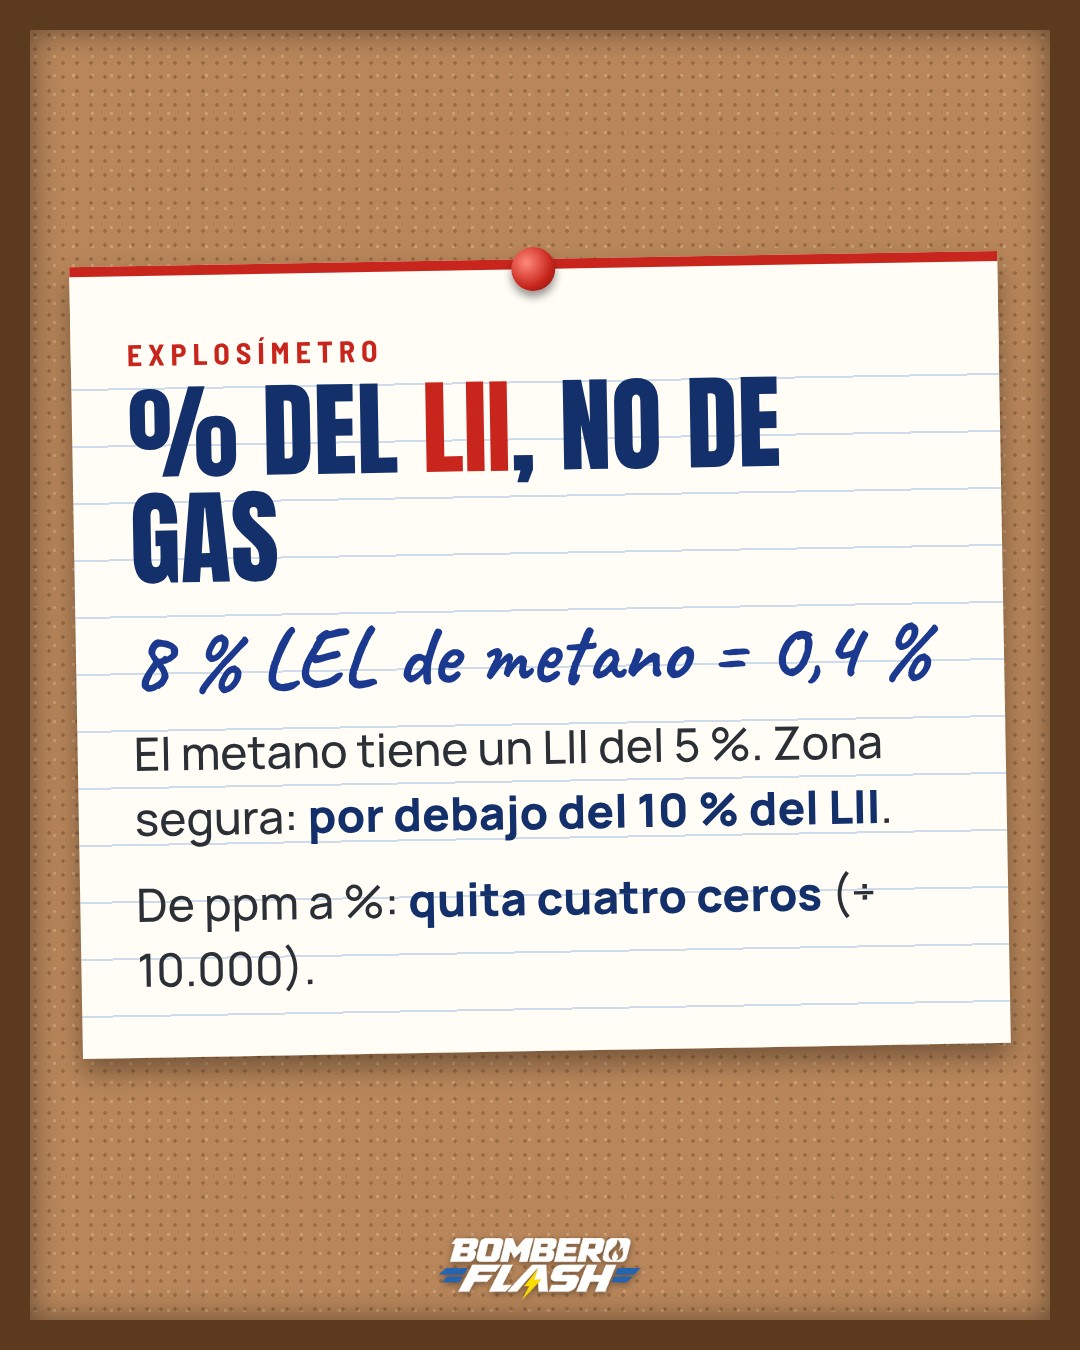 EXPLOSÍMETRO
% DEL LII, NO DE
GAS
8 % LEL de metano = 0,4 %
El metano tiene un LII del 5 %. Zona
segura: por debajo del 10 % del LII.
De ppm a %: quita cuatro ceros (÷
10.000).
BOMBERO
FLASH